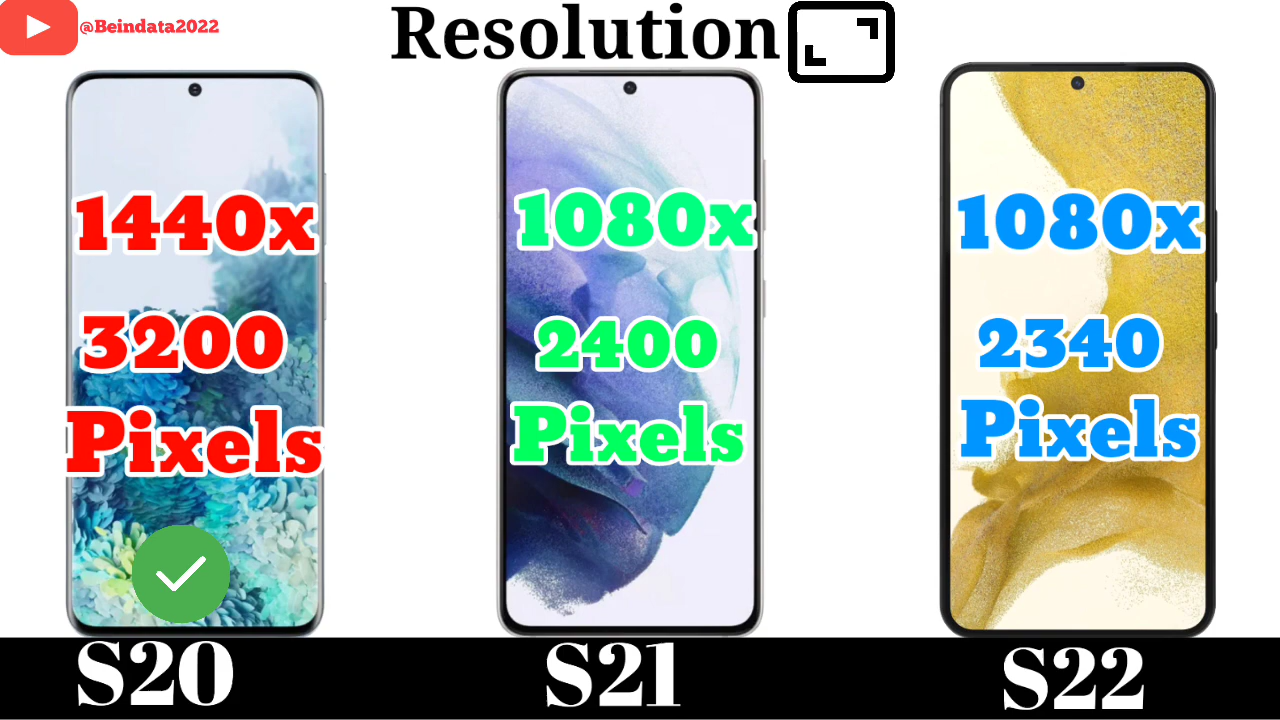 @Beindata2022
Resolution
1440x
3200
Pixels
1080x
2400
Pixels
1080x
2340
Pixels
S20
S21
S22